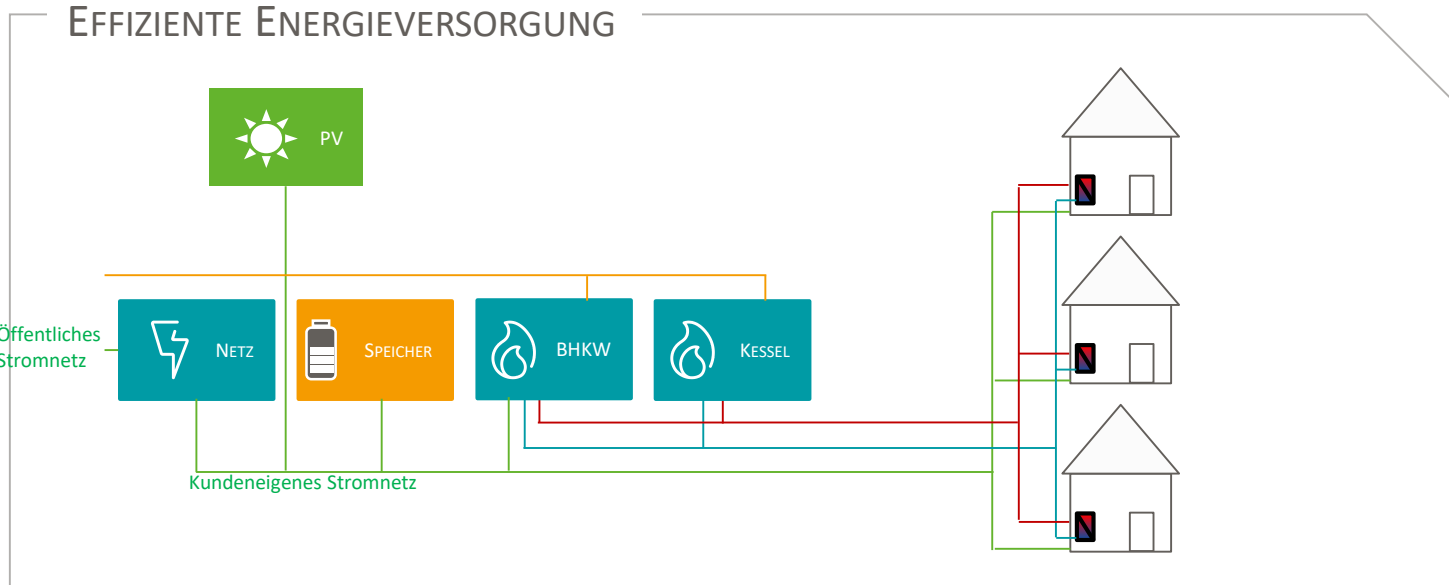 EFFIZIENTE ENERGIEVERSORGUNG
PV
Öffentliches
Stromnetz
NETZ
SPEICHER
BHKW
KESSEL
Kundeneigenes Stromnetz